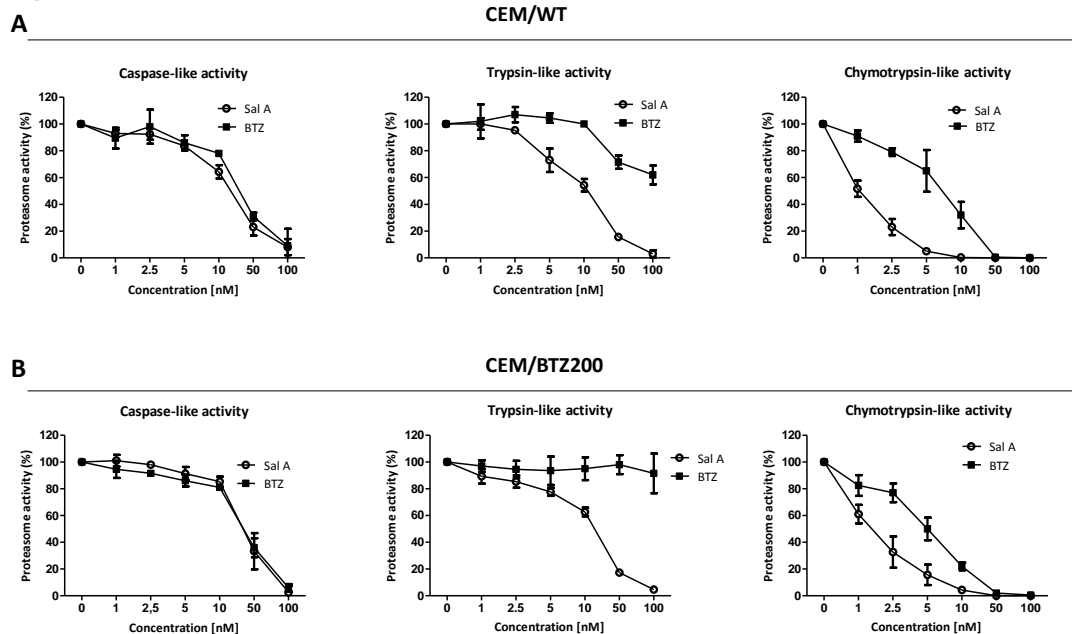 A
CEM/WT
Caspase-like activity
Proteasome activity (%)
120
100
80
60
40
20
0
Sal A
BTZ
0 1 2.5 5 10 50 100
Concentration [nM]
Trypsin-like activity
Proteasome activity (%)
120
100
80
60
40
20
0
Sal A
BTZ
0 1 2.5 5 10 50 100
Concentration [nM]
Chymotrypsin-like activity
Proteasome activity (%)
120
100
80
60
40
20
0
Sal A
BTZ
0 1 2.5 5 10 50 100
Concentration [nM]
B
CEM/BTZ200
Caspase-like activity
Proteasome activity (%)
120
100
80
60
40
20
0
Sal A
BTZ
0 1 2,5 5 10 50 100
Concentration [nM]
Trypsin-like activity
Proteasome activity (%)
120
100
80
60
40
20
0
Sal A
BTZ
0 1 2,5 5 10 50 100
Concentration [nM]
Chymotrypsin-like activity
Proteasome activity (%)
120
100
80
60
40
20
0
Sal A
BTZ
0 1 2.5 5 10 50 100
Concentration [nM]